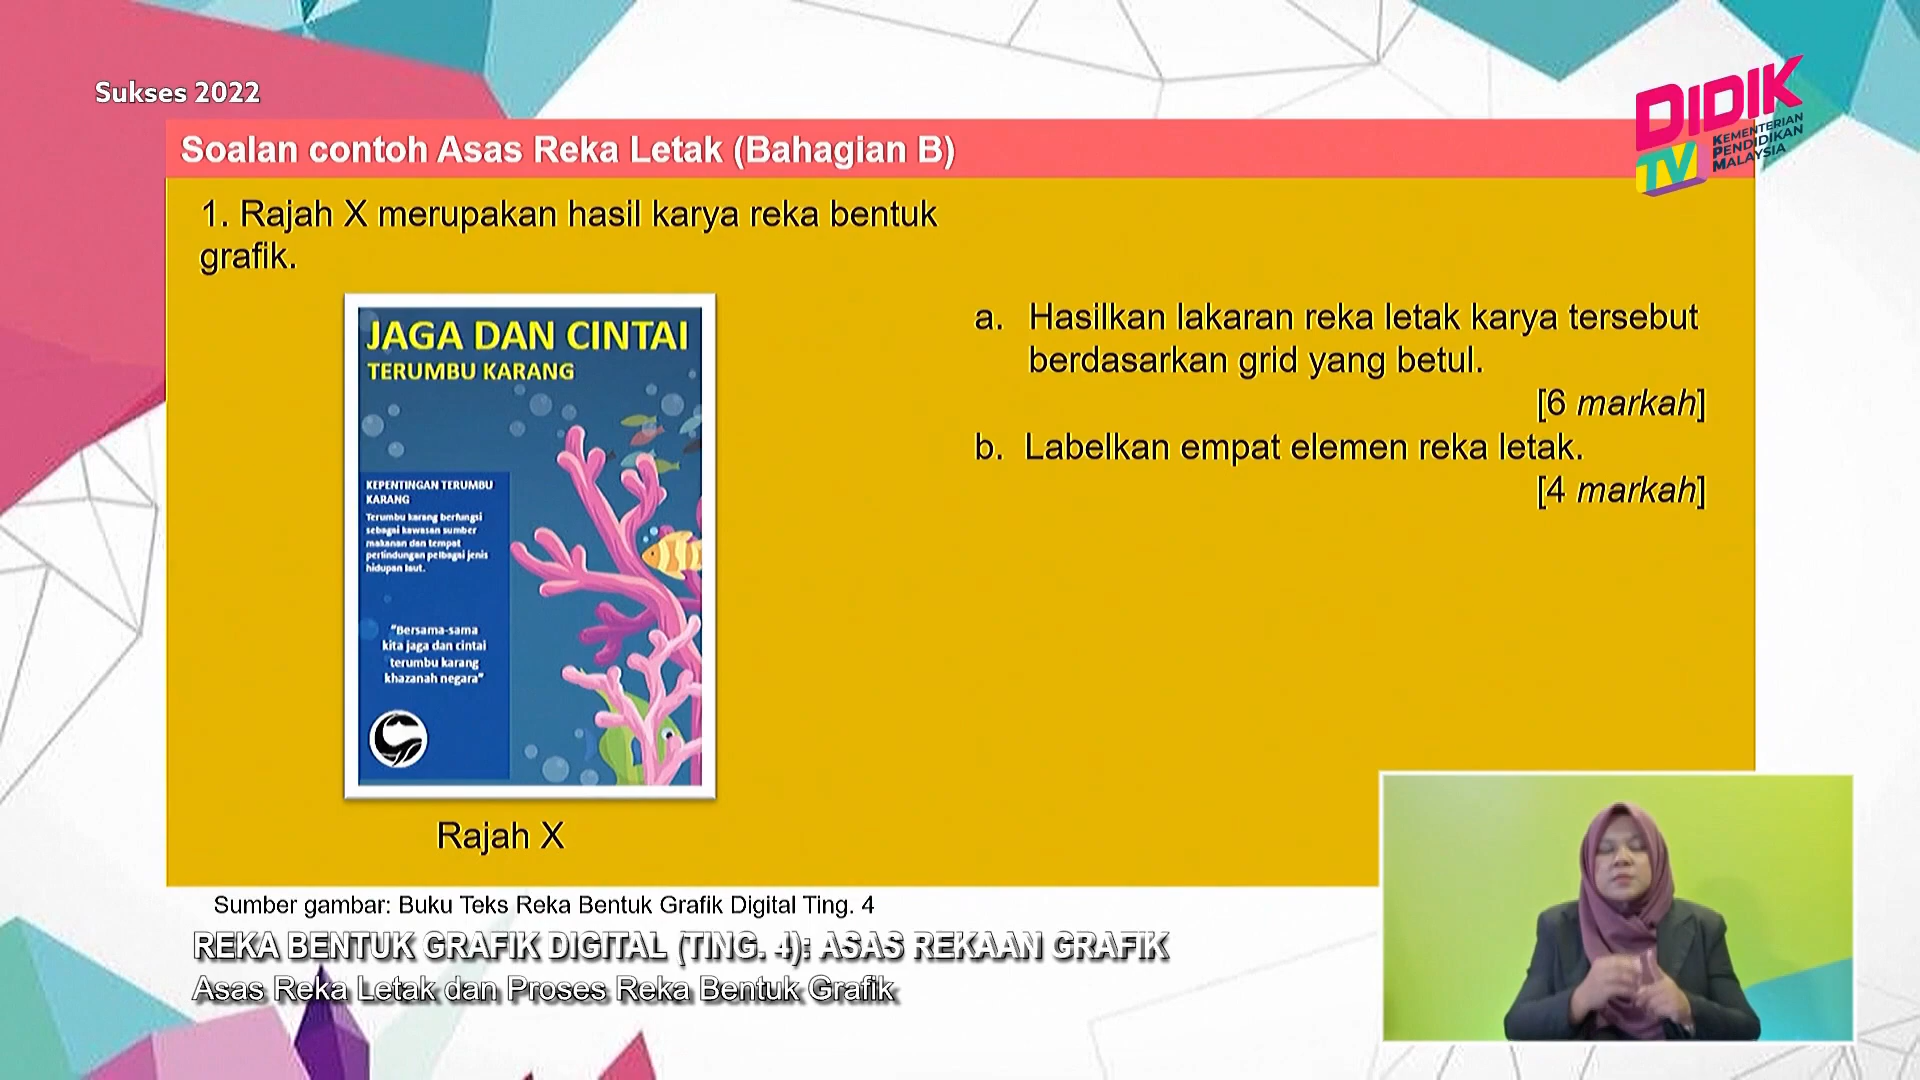 Sukses 2022
DIDIK
TV
KEMENTERIAN
PENDIDIKAN
MALAYSIA
Soalan contoh Asas Reka Letak (Bahagian B)
1. Rajah X merupakan hasil karya reka bentuk
grafik.
JAGA DAN CINTAI
TERUMBU KARANG
KEPENTINGAN TERUMBU
KARANG
Terumbu karang berfungsi
sebagai kawasan sumber
makanan dan tempat
perlindungan pelbagai jenis
hidupan laut.
"Bersama-sama
kita jaga dan cintai
terumbu karang
khazanah negara"
Rajah X
a. Hasilkan lakaran reka letak karya tersebut
berdasarkan grid yang betul.
[6 markah]
b. Labelkan empat elemen reka letak.
[4 markah]
Sumber gambar: Buku Teks Reka Bentuk Grafik Digital Ting. 4
REKA BENTUK GRAFIK DIGITAL (TING. 4): ASAS REKAAN GRAFIK
Asas Reka Letak dan Proses Reka Bentuk Grafik